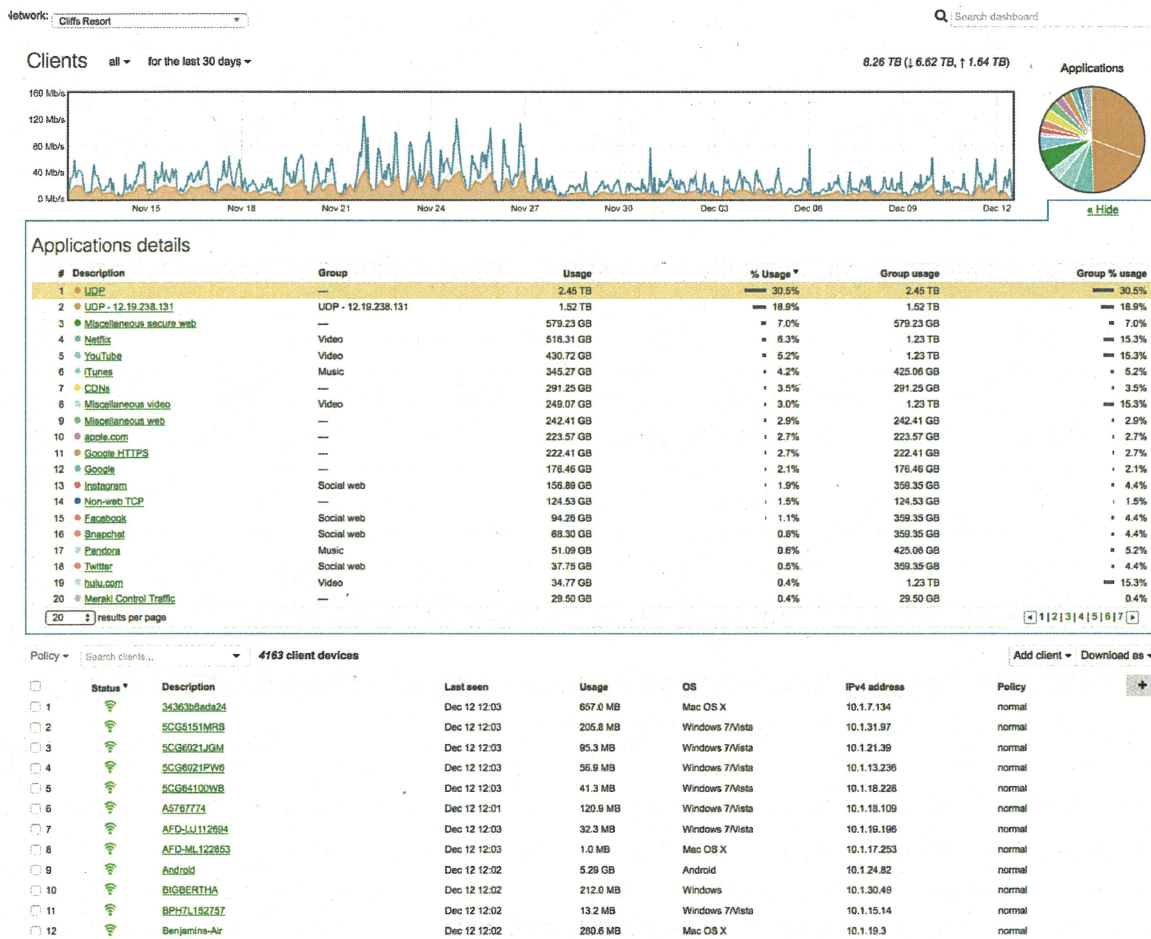 Network: Cliffs Resort
Search dashboard
Clients all for the last 30 days
8.26 TB (↓ 6.62 TB, ↑ 1.64 TB)
Applications
160 Mb/s
120 Mb/s
80 Mb/s
40 Mb/s
0 Mb/s
Nov 15 Nov 18 Nov 21 Nov 24 Nov 27 Nov 30 Dec 03 Dec 06 Dec 09 Dec 12
« Hide
Applications details
# Description Group Usage % Usage Group usage Group % usage
1 UDP — 2.45 TB 30.5% 2.45 TB 30.5%
2 UDP - 12.19.238.131 UDP - 12.19.238.131 1.52 TB 18.9% 1.52 TB 18.9%
3 Miscellaneous secure web — 579.23 GB 7.0% 579.23 GB 7.0%
4 Netflix Video 516.31 GB 6.3% 1.23 TB 15.3%
5 YouTube Video 430.72 GB 5.2% 1.23 TB 15.3%
6 iTunes Music 345.27 GB 4.2% 425.06 GB 5.2%
7 CDNs — 291.25 GB 3.5% 291.25 GB 3.5%
8 Miscellaneous video Video 249.07 GB 3.0% 1.23 TB 15.3%
9 Miscellaneous web — 242.41 GB 2.9% 242.41 GB 2.9%
10 apple.com — 223.57 GB 2.7% 223.57 GB 2.7%
11 Google HTTPS — 222.41 GB 2.7% 222.41 GB 2.7%
12 Google — 176.46 GB 2.1% 176.46 GB 2.1%
13 Instagram Social web 156.89 GB 1.9% 359.35 GB 4.4%
14 Non-web TCP — 124.53 GB 1.5% 124.53 GB 1.5%
15 Facebook Social web 94.26 GB 1.1% 359.35 GB 4.4%
16 Snapchat Social web 68.30 GB 0.8% 359.35 GB 4.4%
17 Pandora Music 51.09 GB 0.6% 425.06 GB 5.2%
18 Twitter Social web 37.75 GB 0.5% 359.35 GB 4.4%
19 hulu.com Video 34.77 GB 0.4% 1.23 TB 15.3%
20 Meraki Control Traffic — 29.50 GB 0.4% 29.50 GB 0.4%
20 results per page
1|2|3|4|5|6|7
Policy Search clients... 4163 client devices Add client Download as
Status Description Last seen Usage OS IPv4 address Policy +
1 34363b8ada24 Dec 12 12:03 657.0 MB Mac OS X 10.1.7.134 normal
2 5CG5151MRS Dec 12 12:03 205.8 MB Windows 7/Vista 10.1.31.97 normal
3 5CG6021JGM Dec 12 12:03 95.3 MB Windows 7/Vista 10.1.21.39 normal
4 5CG6021PW6 Dec 12 12:03 56.9 MB Windows 7/Vista 10.1.13.236 normal
5 5CG64100WB Dec 12 12:03 41.3 MB Windows 7/Vista 10.1.18.228 normal
6 A5767774 Dec 12 12:01 120.9 MB Windows 7/Vista 10.1.18.109 normal
7 AFD-LU112694 Dec 12 12:03 32.3 MB Windows 7/Vista 10.1.19.196 normal
8 AFD-ML122853 Dec 12 12:03 1.0 MB Mac OS X 10.1.17.253 normal
9 Android Dec 12 12:02 5.29 GB Android 10.1.24.82 normal
10 BIGBERTHA Dec 12 12:02 212.0 MB Windows 10.1.30.49 normal
11 BPH7L152757 Dec 12 12:02 13.2 MB Windows 7/Vista 10.1.15.14 normal
12 Benjamins-Air Dec 12 12:02 280.6 MB Mac OS X 10.1.19.3 normal